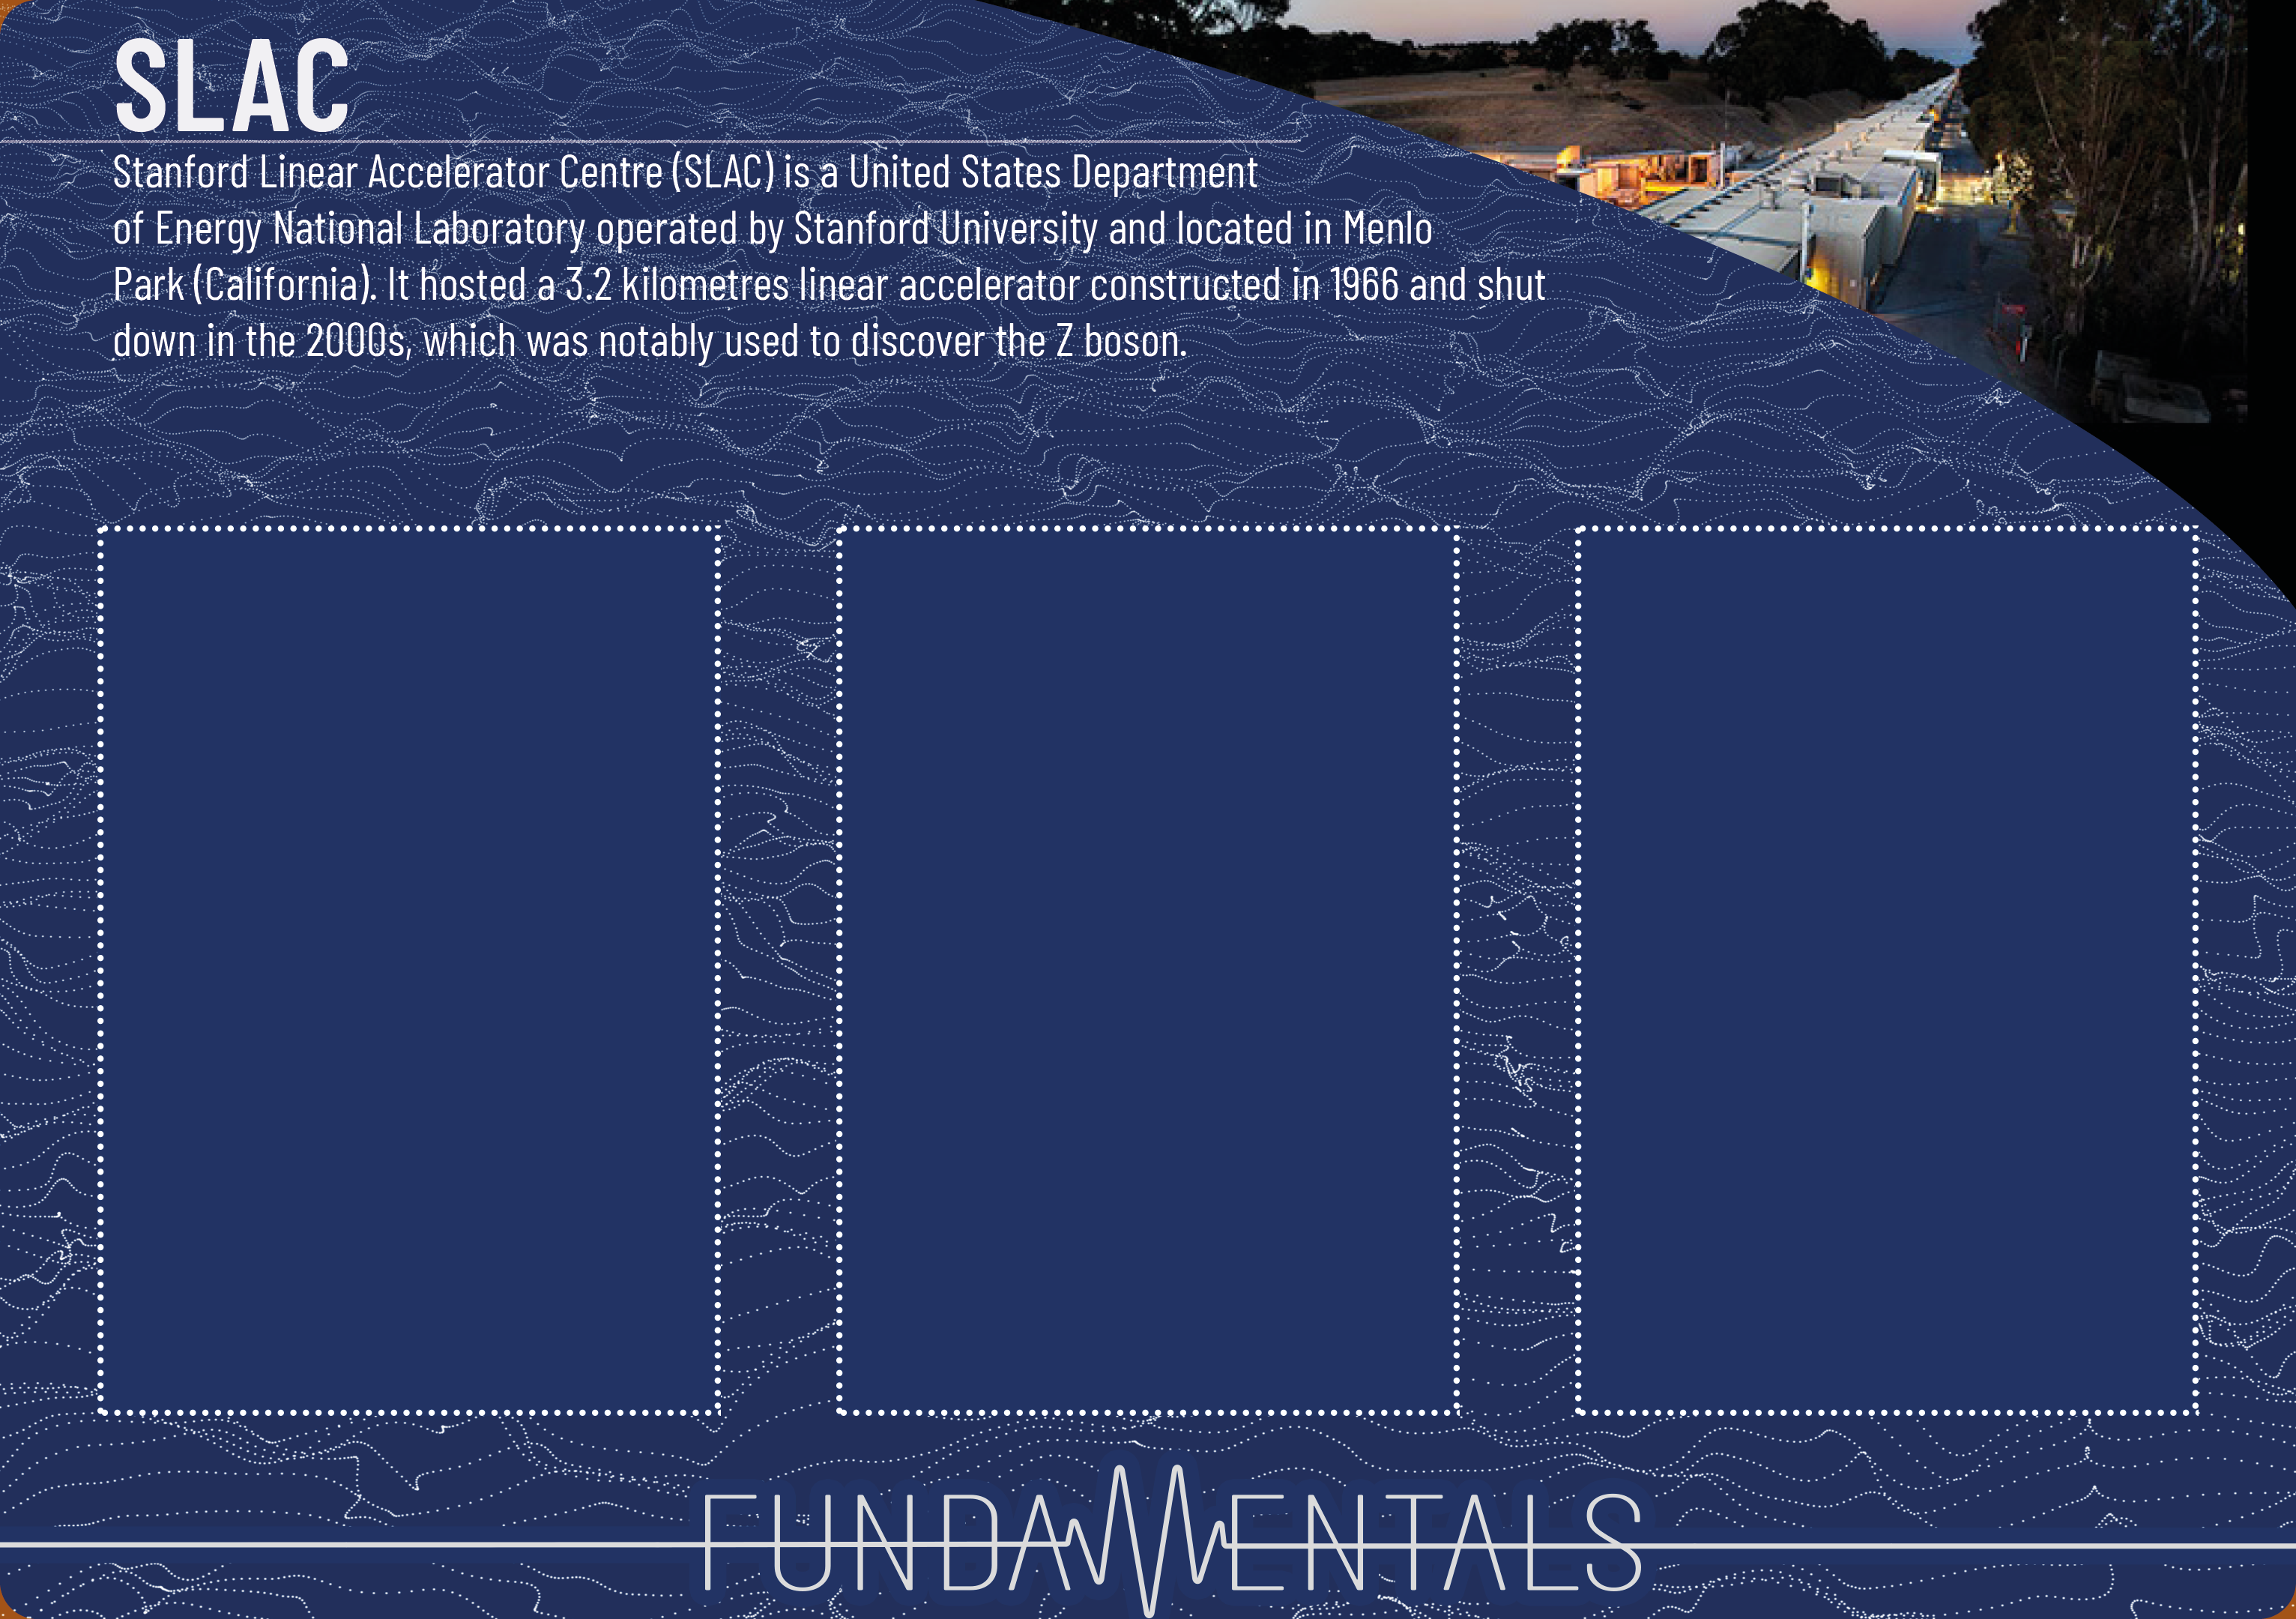 SLAC
Stanford Linear Accelerator Centre (SLAC) is a United States Department
of Energy National Laboratory operated by Stanford University and located in Menlo
Park (California). It hosted a 3.2 kilometres linear accelerator constructed in 1966 and shut
down in the 2000s, which was notably used to discover the Z boson.
FUNDAMENTALS